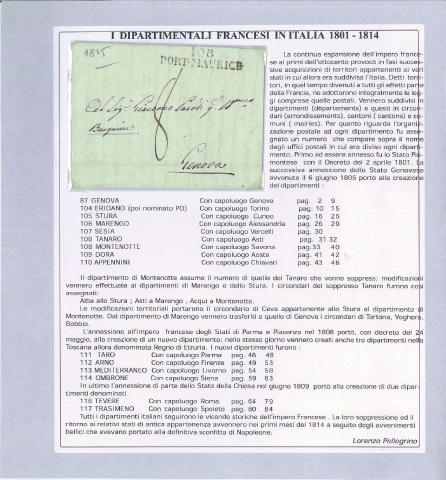 I DIPARTIMENTALI FRANCESI IN ITALIA 1801 - 1814
1815
108
PORT-MAURICE
8
Genova
La continua espansione dell'impero france-
se ai primi dell'ottocento provocò in fasi succes-
sive acquisizioni di territori appartenenti ai vari
stati in cui allora era suddivisa l'Italia. Detti terri-
tori, in quel tempo divenuti a tutti gli effetti parte
della Francia, ne adottarono integralmente le leg-
gi comprese quelle postali. Vennero suddivisi in
dipartimenti (départements) e questi in circon-
dari (arrondissements), cantoni ( cantons) e co-
muni ( mairies). Per quanto riguarda l'organiz-
zazione postale ad ogni dipartimento fu asse-
gnato un numero che compare sopra il nome
degli uffici postali in cui era diviso ogni diparti-
mento. Primo ad essere annesso fu lo Stato Pie-
montese con il Decreto del 2 aprile 1801. La
successiva annessione dello Stato Genovese
avvenuta il 6 giugno 1805 portò alla creazione
dei dipartimenti :
87 GENOVA Con capoluogo Genova pag. 2 9
104 ERIDANO (poi nominato PO) Con capoluogo Torino pag. 10 15
105 STURA Con capoluogo Cuneo pag. 16 25
106 MARENGO Con capoluogo Alessandria pag. 26 29
107 SESIA Con capoluogo Vercelli pag. 30
108 TANARO Con capoluogo Asti pag. 31 32
108 MONTENOTTE Con capoluogo Savona pag. 33 40
109 DORA Con capoluogo Aosta pag. 41 42
110 APPENNINI Con capoluogo Chiavari pag. 43 46
Il dipartimento di Montenotte assume il numero di quello del Tanaro che venne soppresso: modificazioni
vennero effettuate ai dipartimenti di Marengo e dello Stura. I circondari del soppresso Tanaro furono così
assegnati:
Alba allo Stura ; Asti a Marengo , Acqui a Montenotte.
Le modificazioni territoriali portarono il circondario di Ceva appartenente allo Stura al dipartimento di
Montenotte. Dal dipartimento di Marengo vennero trasferiti a quello di Genova i circondari di Tortona, Voghera,
Bobbio.
L'annessione all'impero francese degli Stati di Parma e Piacenza nel 1808 portò, con decreto del 24
maggio, alla creazione di un nuovo dipartimento; nello stesso giorno vennero creati anche tre dipartimenti nella
Toscana allora denominata Regno di Etruria. I nuovi dipartimenti furono :
111 TARO Con capoluogo Parma pag. 46 48
112 ARNO Con capoluogo Firenze pag. 49 53
113 MEDITERRANEO Con capoluogo Livorno pag. 54 58
114 OMBRONE Con capoluogo Siena pag. 59 63
In ultimo l'annessione di parte dello Stato della Chiesa nel giugno 1809 portò alla creazione di due dipar-
timenti denominati
116 TEVERE Con capoluogo Roma pag. 64 79
117 TRASIMENO Con capoluogo Spoleto pag. 80 84
Tutti i dipartimenti italiani seguirono le vicende storiche dell'impero Francese . La loro soppressione ed il
ritorno ai relativi stati di antica appartenenza avvennero nei primi mesi del 1814 a seguito degli avvenimenti
bellici che avevano portato alla definitiva sconfitta di Napoleone.
Lorenzo Pellegrino